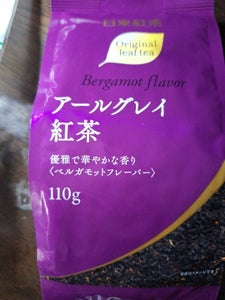 日東紅茶
Original
leaf tea
Bergamot flavor
アールグレイ
紅茶
優雅で華やかな香り
〈ベルガモットフレーバー〉
110g